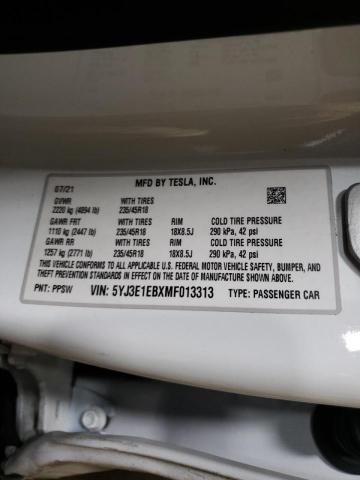 07/21 MFD BY TESLA, INC.
GVWR WITH TIRES
2220 kg (4894 lb) 235/45R18
GAWR FRT WITH TIRES RIM COLD TIRE PRESSURE
1110 kg (2447 lb) 235/45R18 18X8.5J 290 kPa, 42 psi
GAWR RR WITH TIRES RIM COLD TIRE PRESSURE
1257 kg (2771 lb) 235/45R18 18X8.5J 290 kPa, 42 psi
THIS VEHICLE CONFORMS TO ALL APPLICABLE U.S. FEDERAL MOTOR VEHICLE SAFETY, BUMPER, AND
THEFT PREVENTION STANDARDS IN EFFECT ON THE DATE OF MANUFACTURE SHOWN ABOVE.
PNT: PPSW VIN: 5YJ3E1EBXMF013313 TYPE: PASSENGER CAR